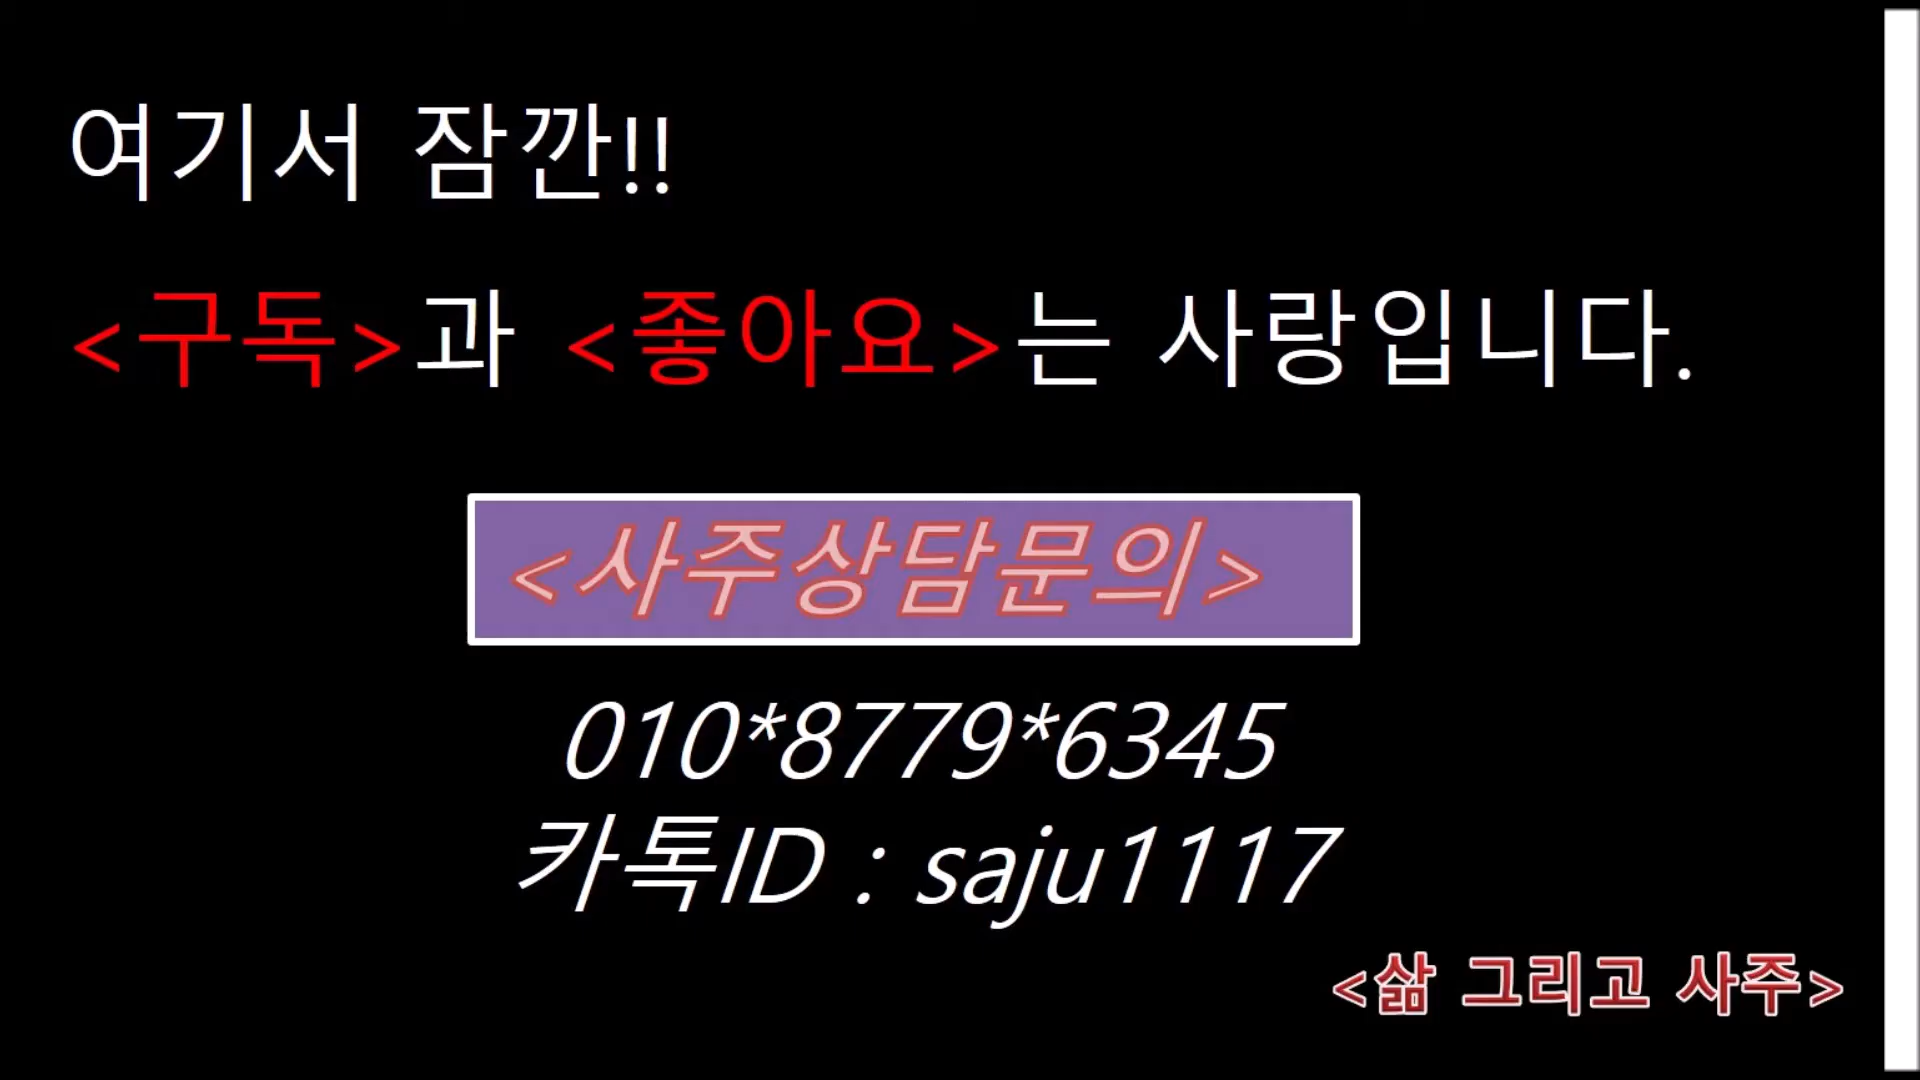 여기서 잠깐!!
<구독>과 <좋아요>는 사랑입니다.
<사주상담문의>
010*8779*6345
카톡ID : saju1117
<삶 그리고 사주>